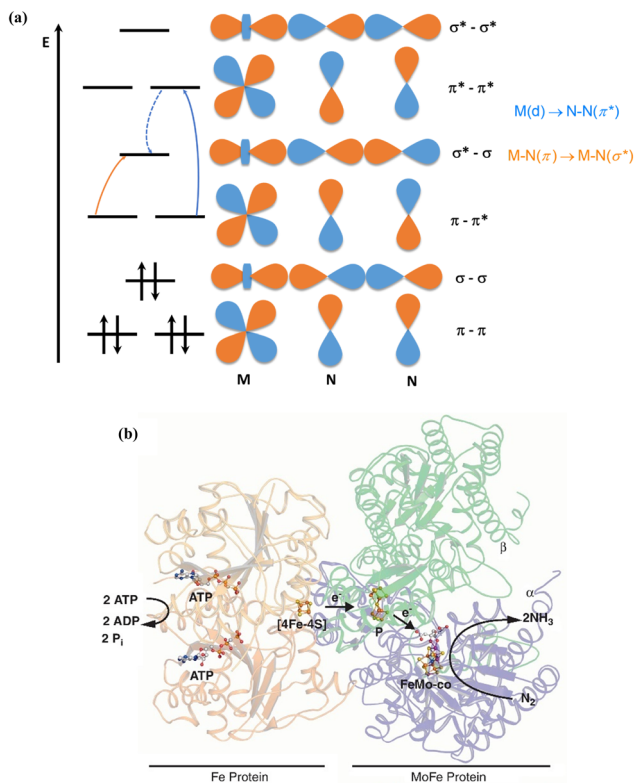 (a)
E
σ* - σ*
π* - π*
M(d) → N-N(π*)
σ* - σ
M-N(π) → M-N(σ*)
π - π*
σ - σ
π - π
M N N
(b)
β
α
2 ATP
ATP
2 ADP
2 Pi
[4Fe-4S]
e-
P
e-
2NH3
ATP
FeMo-co
N2
Fe Protein MoFe Protein